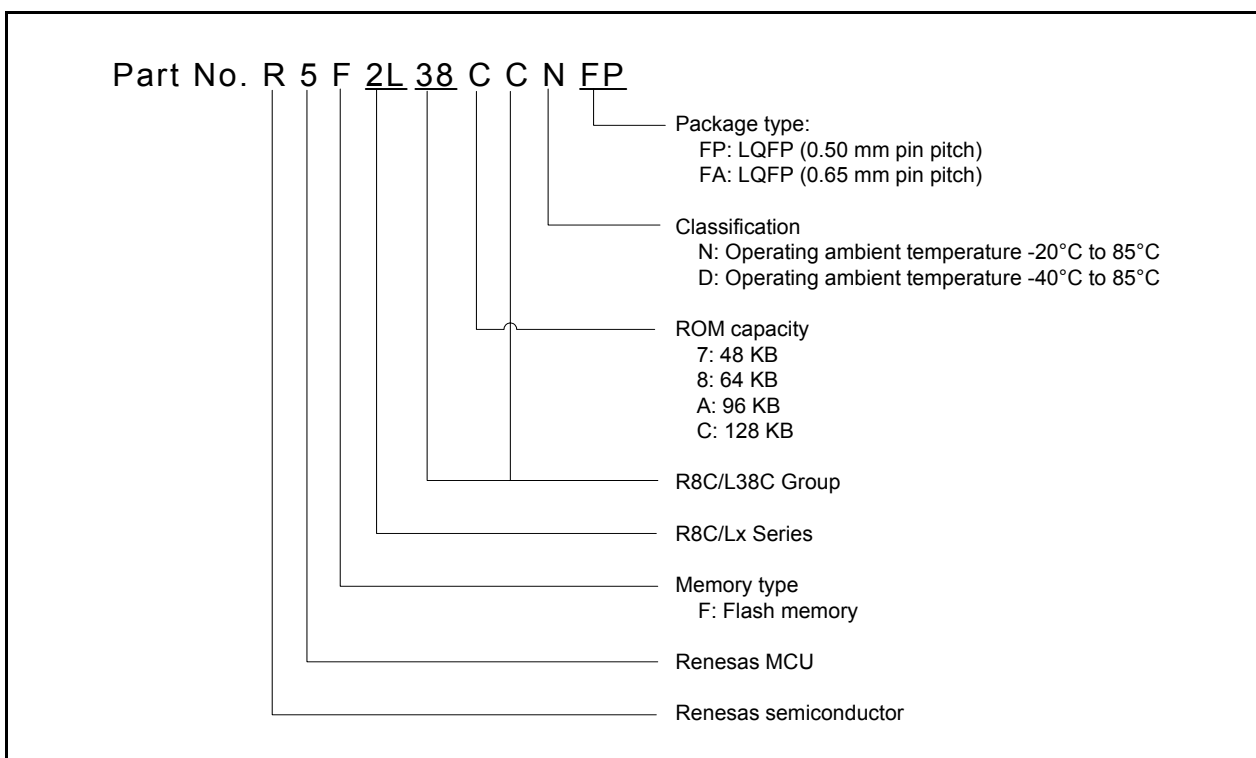 Part No. R 5 F 2L 38 C C N FP
Package type:
FP: LQFP (0.50 mm pin pitch)
FA: LQFP (0.65 mm pin pitch)
Classification
N: Operating ambient temperature -20°C to 85°C
D: Operating ambient temperature -40°C to 85°C
ROM capacity
7: 48 KB
8: 64 KB
A: 96 KB
C: 128 KB
R8C/L38C Group
R8C/Lx Series
Memory type
F: Flash memory
Renesas MCU
Renesas semiconductor